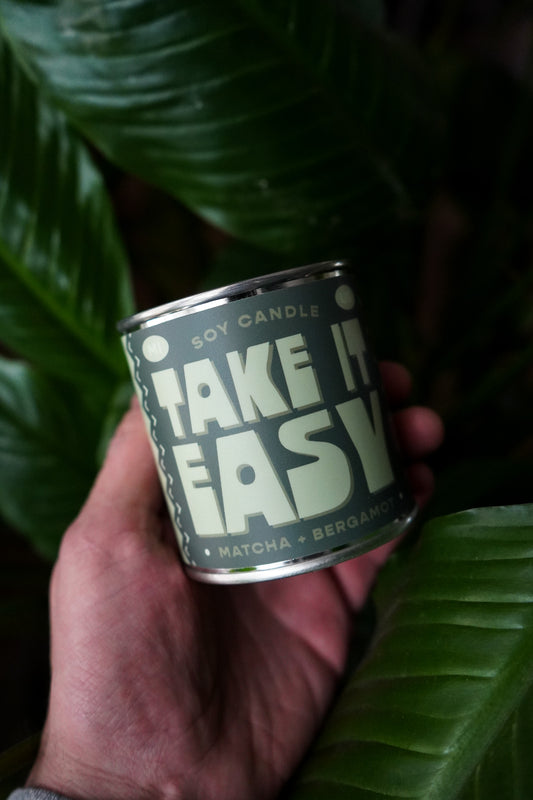 SOY CANDLE
TAKE IT
EASY
MATCHA + BERGAMOT